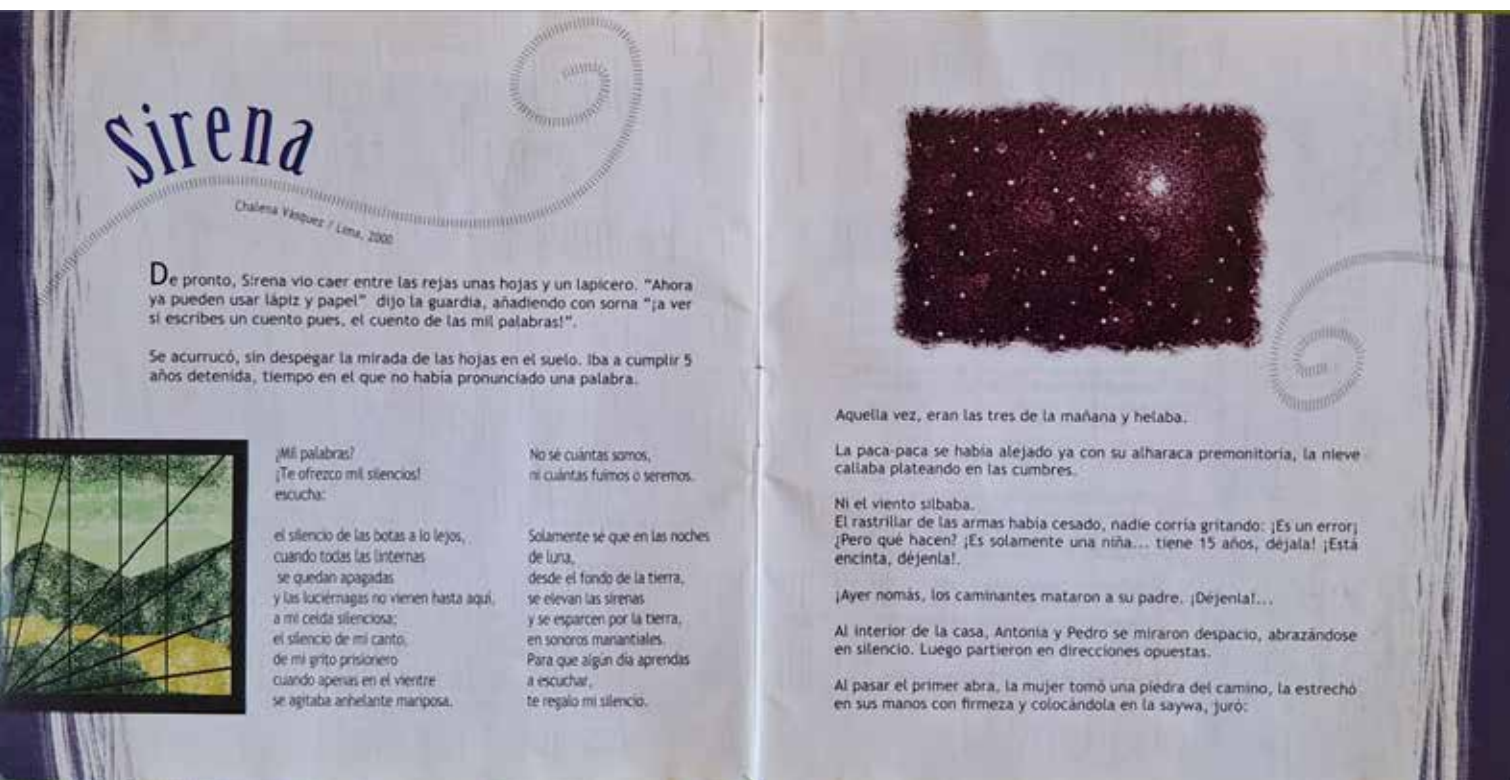 Sirena
Chalena Vásquez / Lima, 2000
De pronto, Sirena vio caer entre las rejas unas hojas y un lapicero. "Ahora
ya pueden usar lápiz y papel" dijo la guardia, añadiendo con sorna "¡a ver
si escribes un cuento pues, el cuento de las mil palabras!".
Se acurrucó, sin despegar la mirada de las hojas en el suelo. Iba a cumplir 5
años detenida, tiempo en el que no había pronunciado una palabra.
¿Mil palabras?
¡Te ofrezco mil silencios!
escucha:
el silencio de las botas a lo lejos,
cuando todas las linternas
se quedan apagadas
y las luciérnagas no vienen hasta aquí,
a mi celda silenciosa;
el silencio de mi canto,
de mi grito prisionero
cuando apenas en el vientre
se agitaba anhelante mariposa.
No sé cuántas somos,
ni cuántas fuimos o seremos.
Solamente sé que en las noches
de luna,
desde el fondo de la tierra,
se elevan las sirenas
y se esparcen por la tierra,
en sonoros manantiales.
Para que algún día aprendas
a escuchar,
te regalo mi silencio.
Aquella vez, eran las tres de la mañana y helaba.
La paca-paca se había alejado ya con su alharaca premonitoria, la nieve
callaba plateando en las cumbres.
Ni el viento silbaba.
El rastrillar de las armas había cesado, nadie corría gritando: ¡Es un error¡
¡Pero qué hacen? ¡Es solamente una niña... tiene 15 años, déjala! ¡Está
encinta, déjenla!.
¡Ayer nomás, los caminantes mataron a su padre. ¡Déjenla!...
Al interior de la casa, Antonia y Pedro se miraron despacio, abrazándose
en silencio. Luego partieron en direcciones opuestas.
Al pasar el primer abra, la mujer tomó una piedra del camino, la estrechó
en sus manos con firmeza y colocándola en la saywa, juró: